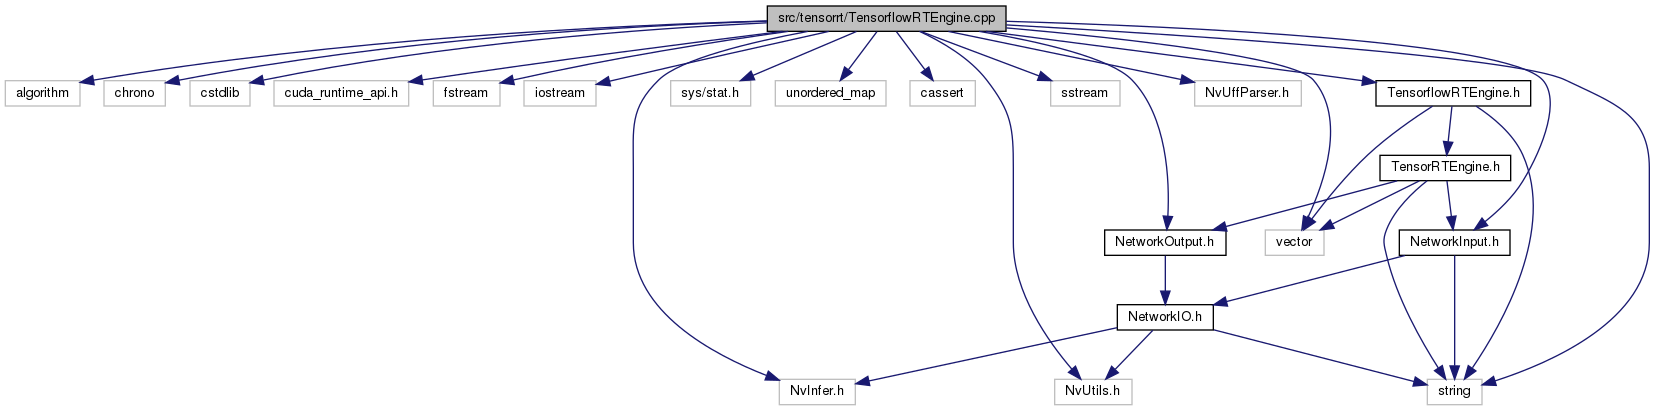 src/tensorrt/TensorflowRTEngine.cpp
algorithm
chrono
cstdlib
cuda_runtime_api.h
fstream
iostream
sys/stat.h
unordered_map
cassert
sstream
NvUffParser.h
TensorflowRTEngine.h
TensorRTEngine.h
NetworkOutput.h
vector
NetworkInput.h
NetworkIO.h
NvInfer.h
NvUtils.h
string